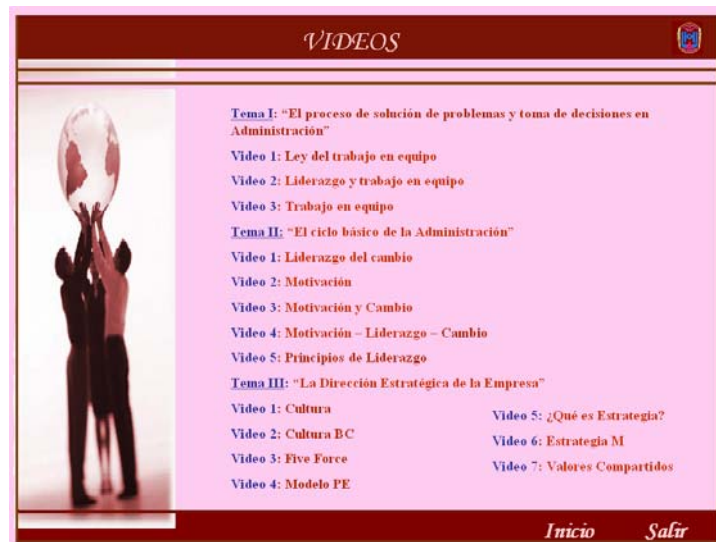 VIDEOS
Tema I: “El proceso de solución de problemas y toma de decisiones en
Administración”
Video 1: Ley del trabajo en equipo
Video 2: Liderazgo y trabajo en equipo
Video 3: Trabajo en equipo
Tema II: “El ciclo básico de la Administración”
Video 1: Liderazgo del cambio
Video 2: Motivación
Video 3: Motivación y Cambio
Video 4: Motivación – Liderazgo – Cambio
Video 5: Principios de Liderazgo
Tema III: “La Dirección Estratégica de la Empresa”
Video 1: Cultura
Video 2: Cultura BC
Video 3: Five Force
Video 4: Modelo PE
Video 5: ¿Qué es Estrategia?
Video 6: Estrategia M
Video 7: Valores Compartidos
Inicio Salir